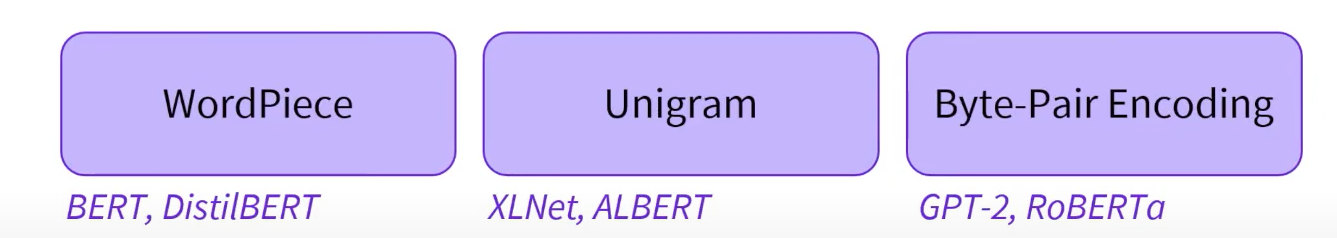 WordPiece
Unigram
Byte-Pair Encoding
BERT, DistilBERT
XLNet, ALBERT
GPT-2, RoBERTa